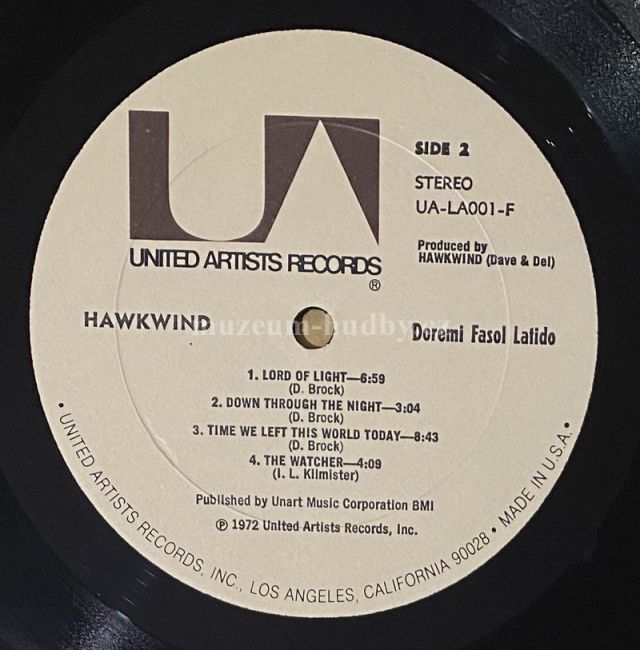 UA
UNITED ARTISTS RECORDS
®
SIDE 2
STEREO
UA-LA001-F
Produced by
HAWKWIND (Dave & Del)
HAWKWIND
muzeum-hudby.cz
Doremi Fasol Latido
1. LORD OF LIGHT—6:59
(D. Brock)
2. DOWN THROUGH THE NIGHT—3:04
(D. Brock)
3. TIME WE LEFT THIS WORLD TODAY—8:43
(D. Brock)
4. THE WATCHER—4:09
(I. L. Kilmister)
Published by Unart Music Corporation BMI
℗ 1972 United Artists Records, Inc.
• UNITED ARTISTS RECORDS, INC., LOS ANGELES, CALIFORNIA 90028 • MADE IN U.S.A. •